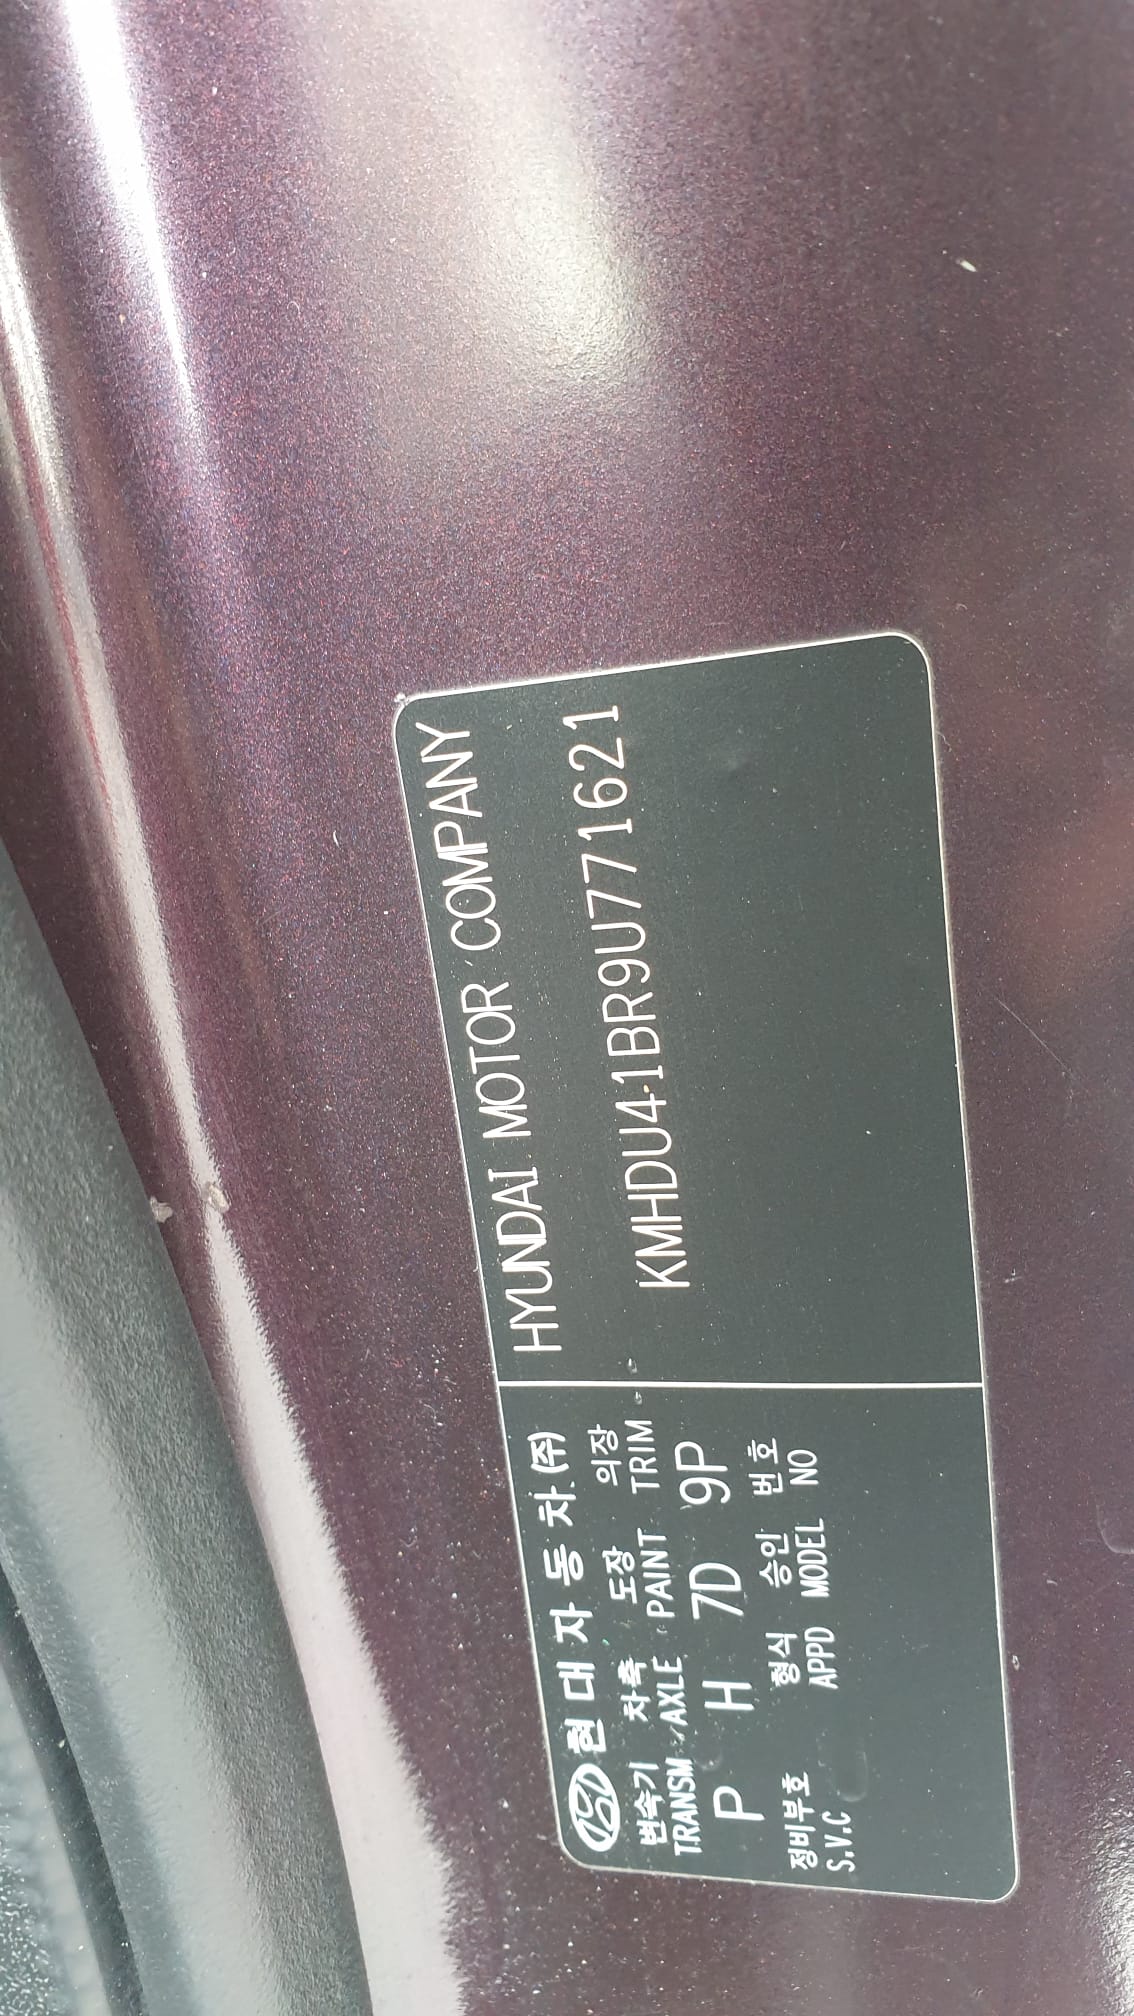 현대자동차(주) HYUNDAI MOTOR COMPANY
변속기 차축 도장 의장
TRANSM AXLE PAINT TRIM
P H 7D 9P
KMHDU41BR9U771621
정비부호 형식 승인 번호
S.V.C APPD MODEL NO